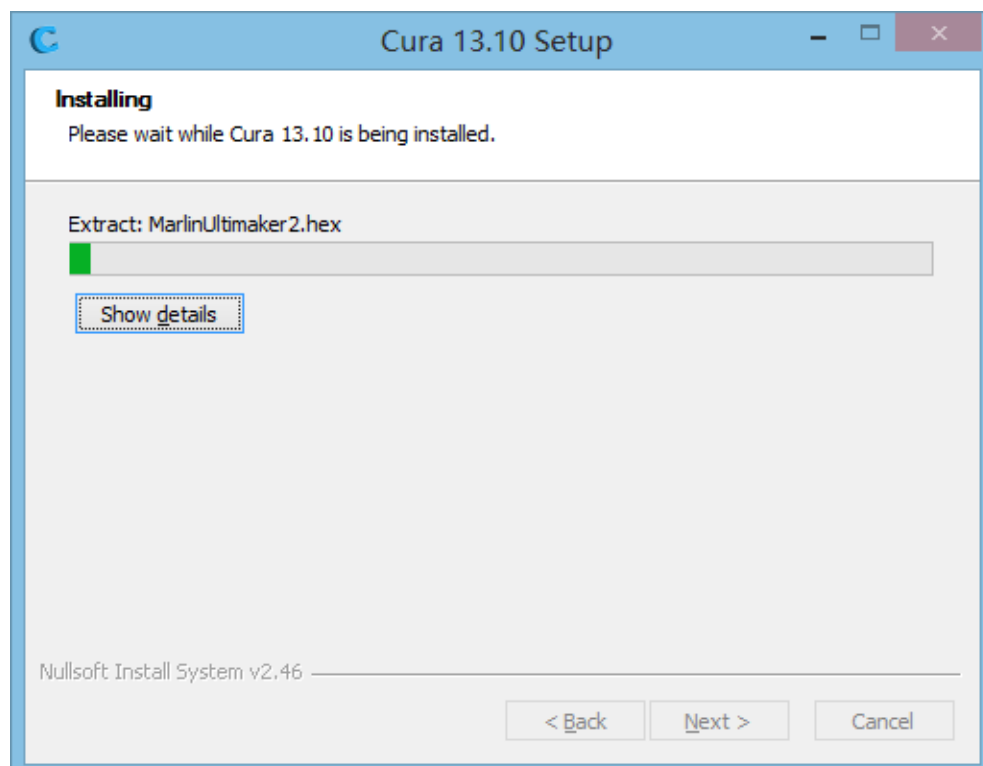 Cura 13.10 Setup
Installing
Please wait while Cura 13.10 is being installed.
Extract: MarlinUltimaker2.hex
Show details
Nullsoft Install System v2.46
< Back Next > Cancel